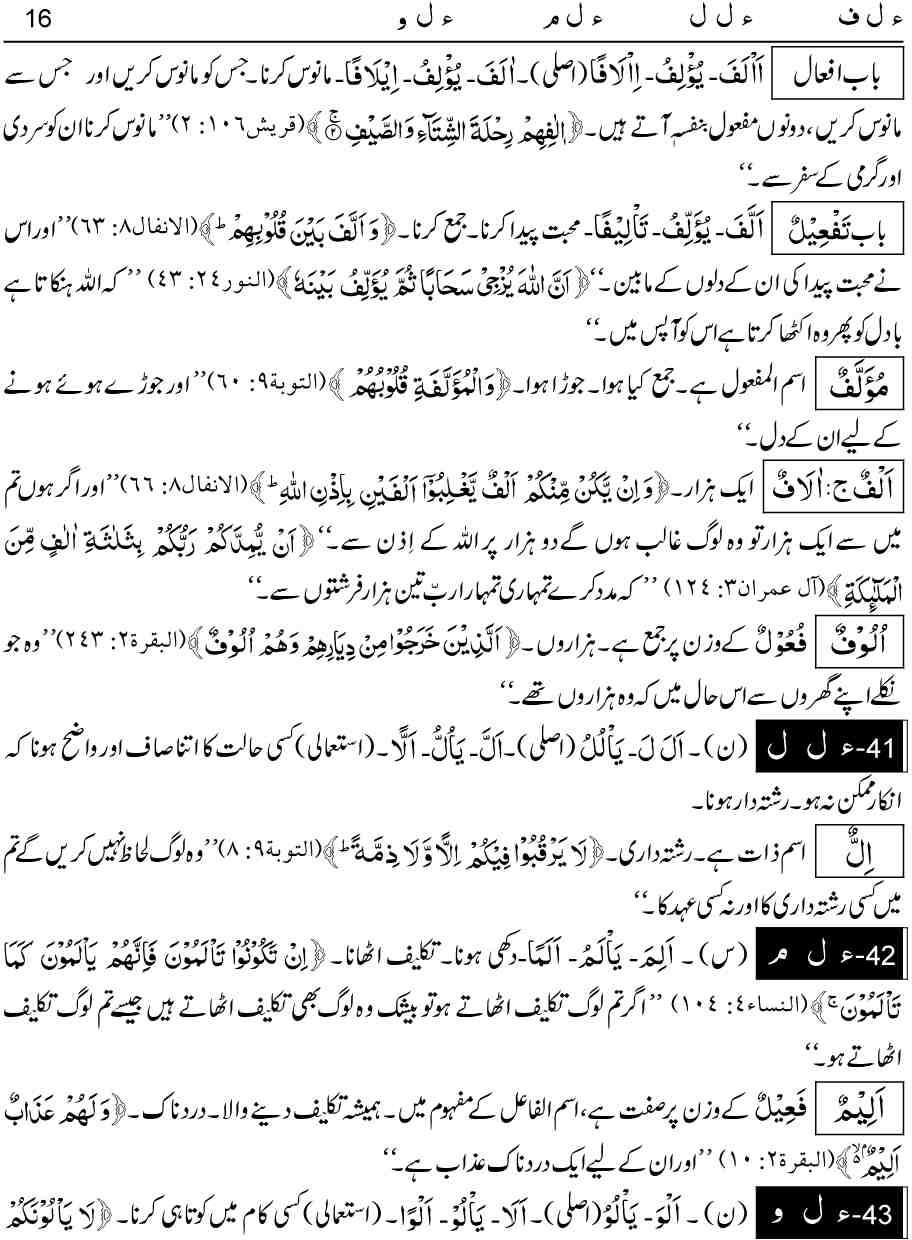 ء ل ف ء ل ل ء ل م ء ل و 16
باب افعال اَاْلَفَ۔ یُؤْلِفُ۔ اِاْلَافًا (اصلی)۔ اٰلَفَ۔ یُؤْلِفُ۔ اِیْلَافًا۔ مانوس کرنا۔ جس کو مانوس کریں اور جس سے
مانوس کریں، دونوں مفعول بنفسہٖ آتے ہیں۔ ﴿اٖلٰفِهِمْ رِحْلَةَ الشِّتَآءِ وَالصَّیْفِ ۚ۝۲﴾ (قریش۱۰۶: ۲) ’’مانوس کرنا ان کو سردی
اور گرمی کے سفر سے۔‘‘
باب تَفْعِیْلٌ اَلَّفَ۔ یُؤَلِّفُ۔ تَاْلِیْفًا۔ محبت پیدا کرنا۔ جمع کرنا۔ ﴿وَ اَلَّفَ بَیْنَ قُلُوْبِهِمْ ؕ﴾ (الانفال۸: ۶۳) ’’اور اس
نے محبت پیدا کی ان کے دلوں کے مابین۔‘‘ ﴿اَنَّ اللّٰهَ یُزْجِیْ سَحَابًا ثُمَّ یُؤَلِّفُ بَیْنَهٗ﴾ (النور۲۴: ۴۳) ’’کہ اللہ ہنکاتا ہے
بادل کو پھر وہ اکٹھا کرتا ہے اس کو آپس میں۔‘‘
مُؤَلَّفٌ اسم المفعول ہے۔ جمع کیا ہوا۔ جوڑا ہوا۔ ﴿وَالْمُؤَلَّفَةِ قُلُوْبُهُمْ﴾ (التوبة۹: ۶۰) ’’اور جوڑے ہوئے ہونے
کے لیے ان کے دل۔‘‘
اَلْفٌ ج: اٰلَافٌ ایک ہزار۔ ﴿وَ اِنْ یَّکُنْ مِّنْکُمْ اَلْفٌ یَّغْلِبُوْٓا اَلْفَیْنِ بِاِذْنِ اللّٰهِ ؕ﴾ (الانفال۸: ۶۶) ’’اور اگر ہوں تم
میں سے ایک ہزار تو وہ لوگ غالب ہوں گے دو ہزار پر اللہ کے اِذن سے۔‘‘ ﴿اَنْ یُّمِدَّکُمْ رَبُّکُمْ بِثَلٰثَةِ اٰلٰفٍ مِّنَ
الْمَلٰٓئِکَةِ﴾ (آل عمران۳: ۱۲۴) ’’کہ مدد کرے تمہاری تمہارا ربّ تین ہزار فرشتوں سے۔‘‘
اُلُوْفٌ فُعُوْلٌ کے وزن پر جمع ہے۔ ہزاروں۔ ﴿اَلَّذِیْنَ خَرَجُوْا مِنْ دِیَارِهِمْ وَهُمْ اُلُوْفٌ﴾ (البقرة۲: ۲۴۳) ’’وہ جو
نکلے اپنے گھروں سے اس حال میں کہ وہ ہزاروں تھے۔‘‘
41-ء ل ل (ن)۔ اَلَ لَ۔ یَاْلُلُ (اصلی)۔ اَلَّ۔ یَاُلُّ۔ اَلًّا۔ (استعمالی) کسی حالت کا اتنا صاف اور واضح ہونا کہ
انکار ممکن نہ ہو۔ رشتہ دار ہونا۔
اِلٌّ اسم ذات ہے۔ رشتہ داری۔ ﴿لَا یَرْقُبُوْا فِیْکُمْ اِلًّا وَّ لَا ذِمَّةً ؕ﴾ (التوبة۹: ۸) ’’وہ لوگ لحاظ نہیں کریں گے تم
میں کسی رشتہ داری کا اور نہ کسی عہد کا۔‘‘
42-ء ل م (س)۔ اَلِمَ۔ یَاْلَمُ۔ اَلَمًا۔ دکھی ہونا۔ تکلیف اٹھانا۔ ﴿اِنْ تَکُوْنُوْا تَاْلَمُوْنَ فَاِنَّهُمْ یَاْلَمُوْنَ کَمَا
تَاْلَمُوْنَ ۚ﴾ (النساء۴: ۱۰۴) ’’اگر تم لوگ تکلیف اٹھاتے ہو تو بیشک وہ لوگ بھی تکلیف اٹھاتے ہیں جیسے تم لوگ تکلیف
اٹھاتے ہو۔‘‘
اَلِیْمٌ فَعِیْلٌ کے وزن پر صفت ہے، اسم الفاعل کے مفہوم میں۔ ہمیشہ تکلیف دینے والا۔ دردناک۔ ﴿وَ لَهُمْ عَذَابٌ
اَلِیْمٌۢ ۙ۬﴾ (البقرة۲: ۱۰) ’’اور ان کے لیے ایک دردناک عذاب ہے۔‘‘
43-ء ل و (ن)۔ اَلَوَ۔ یَاْلُوُ (اصلی)۔ اَلَا۔ یَاْلُوْ۔ اَلْوًا۔ (استعمالی) کسی کام میں کوتاہی کرنا۔ ﴿لَا یَاْلُوْنَکُمْ